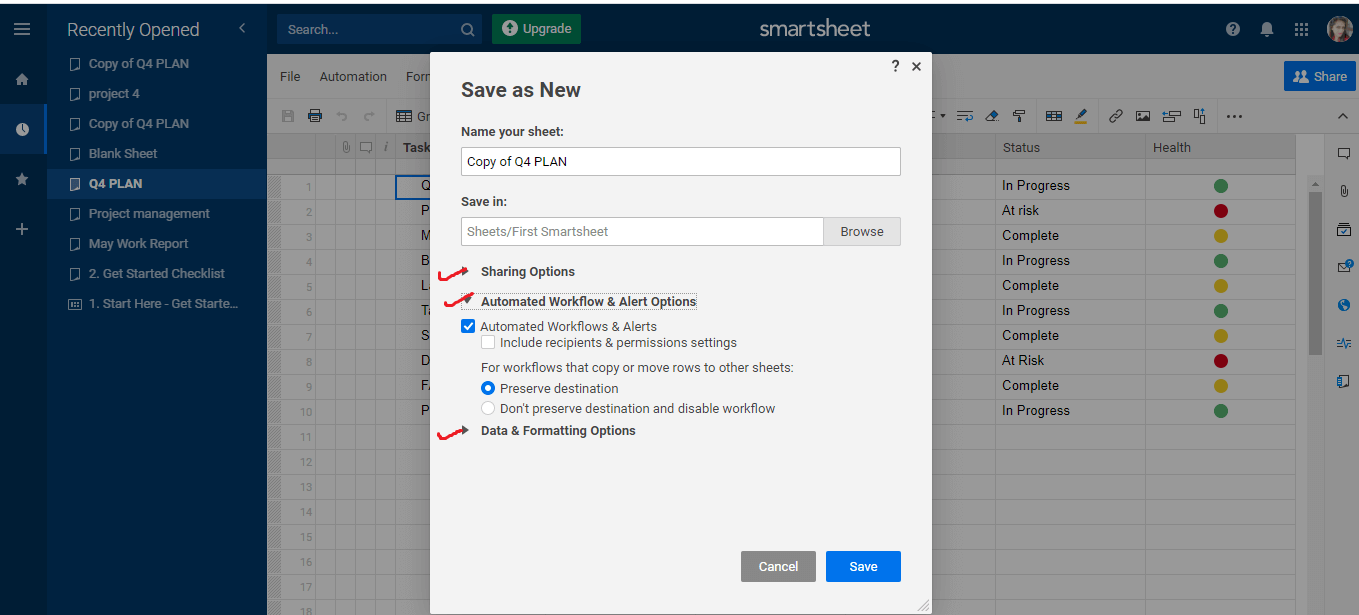 Recently Opened
Search...
Upgrade
smartsheet
Copy of Q4 PLAN
project 4
Copy of Q4 PLAN
Blank Sheet
Q4 PLAN
Project management
May Work Report
2. Get Started Checklist
1. Start Here - Get Starte...
File Automation Forr
Share
Gr
Task
Status Health
1 Q In Progress
2 P At risk
3 M Complete
4 B In Progress
5 La Complete
6 Ta In Progress
7 S Complete
8 D At Risk
9 F Complete
10 P In Progress
11
12
13
14
15
16
17
18
? ×
Save as New
Name your sheet:
Copy of Q4 PLAN
Save in:
Sheets/First Smartsheet Browse
Sharing Options
Automated Workflow & Alert Options
Automated Workflows & Alerts
Include recipients & permissions settings
For workflows that copy or move rows to other sheets:
Preserve destination
Don't preserve destination and disable workflow
Data & Formatting Options
Cancel Save